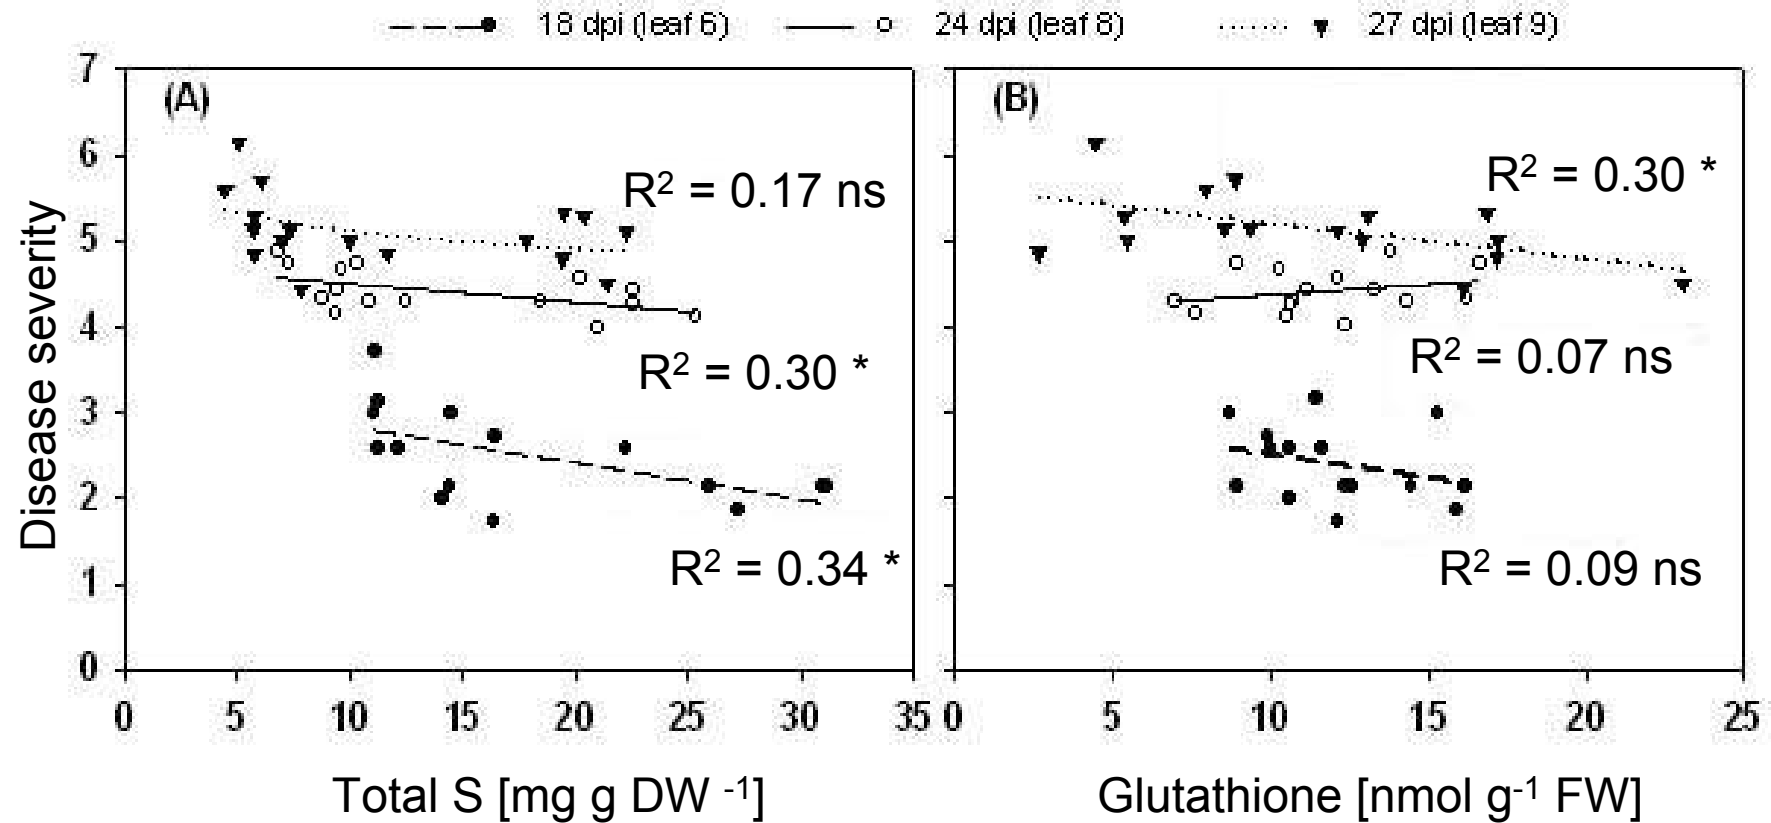 18 dpi (leaf 6) 24 dpi (leaf 8) 27 dpi (leaf 9)
7
6
5
4
3
2
1
0
Disease severity
(A)
R² = 0.17 ns
R² = 0.30 *
R² = 0.34 *
0 5 10 15 20 25 30 35
Total S [mg g DW ⁻¹]
(B)
R² = 0.30 *
R² = 0.07 ns
R² = 0.09 ns
0 5 10 15 20 25
Glutathione [nmol g⁻¹ FW]